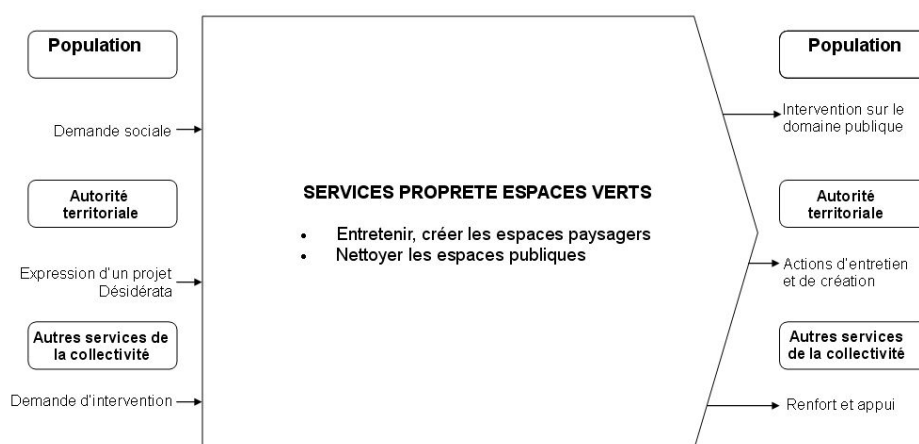 Population
Demande sociale
Autorité
territoriale
Expression d'un projet
Désidérata
Autres services de
la collectivité
Demande d'intervention
SERVICES PROPRETE ESPACES VERTS
• Entretenir, créer les espaces paysagers
• Nettoyer les espaces publiques
Population
Intervention sur le
domaine publique
Autorité
territoriale
Actions d'entretien
et de création
Autres services
de la collectivité
Renfort et appui